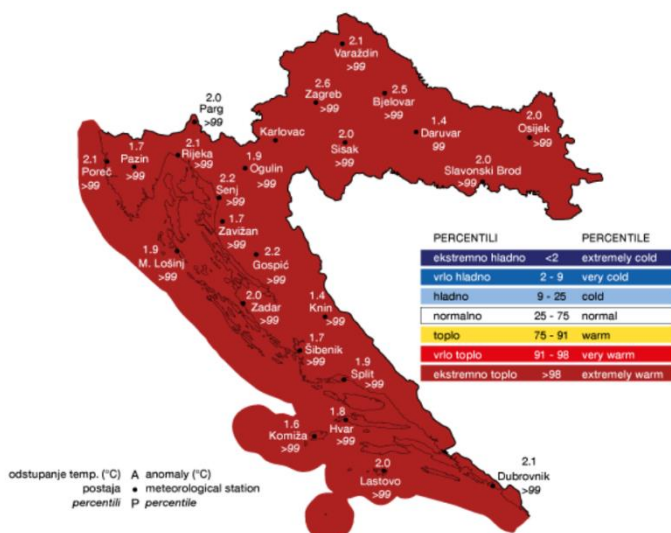 2.1
Varaždin
>99
2.6
Zagreb
>99
2.5
Bjelovar
>99
2.0
Parg
>99
Karlovac
2.0
Sisak
>99
1.4
Daruvar
99
2.0
Osijek
>99
2.1
Poreč
>99
1.7
Pazin
>99
2.1
Rijeka
>99
1.9
Ogulin
>99
2.0
Slavonski Brod
>99
2.2
Senj
>99
1.7
Zavižan
>99
1.9
M. Lošinj
>99
2.2
Gospić
>99
2.0
Zadar
>99
1.4
Knin
>99
1.7
Šibenik
>99
1.9
Split
>99
1.8
Hvar
>99
1.6
Komiža
>99
2.0
Lastovo
>99
2.1
Dubrovnik
>99
PERCENTILI PERCENTILE
ekstremno hladno <2 extremely cold
vrlo hladno 2 - 9 very cold
hladno 9 - 25 cold
normalno 25 - 75 normal
toplo 75 - 91 warm
vrlo toplo 91 - 98 very warm
ekstremno toplo >98 extremely warm
odstupanje temp. (°C) A anomaly (°C)
postaja • meteorological station
percentili P percentile